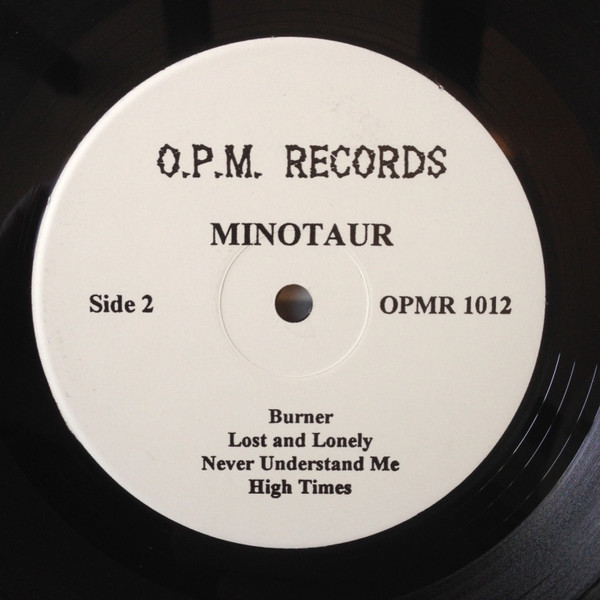 O.P.M. RECORDS
MINOTAUR
Side 2
OPMR 1012
Burner
Lost and Lonely
Never Understand Me
High Times